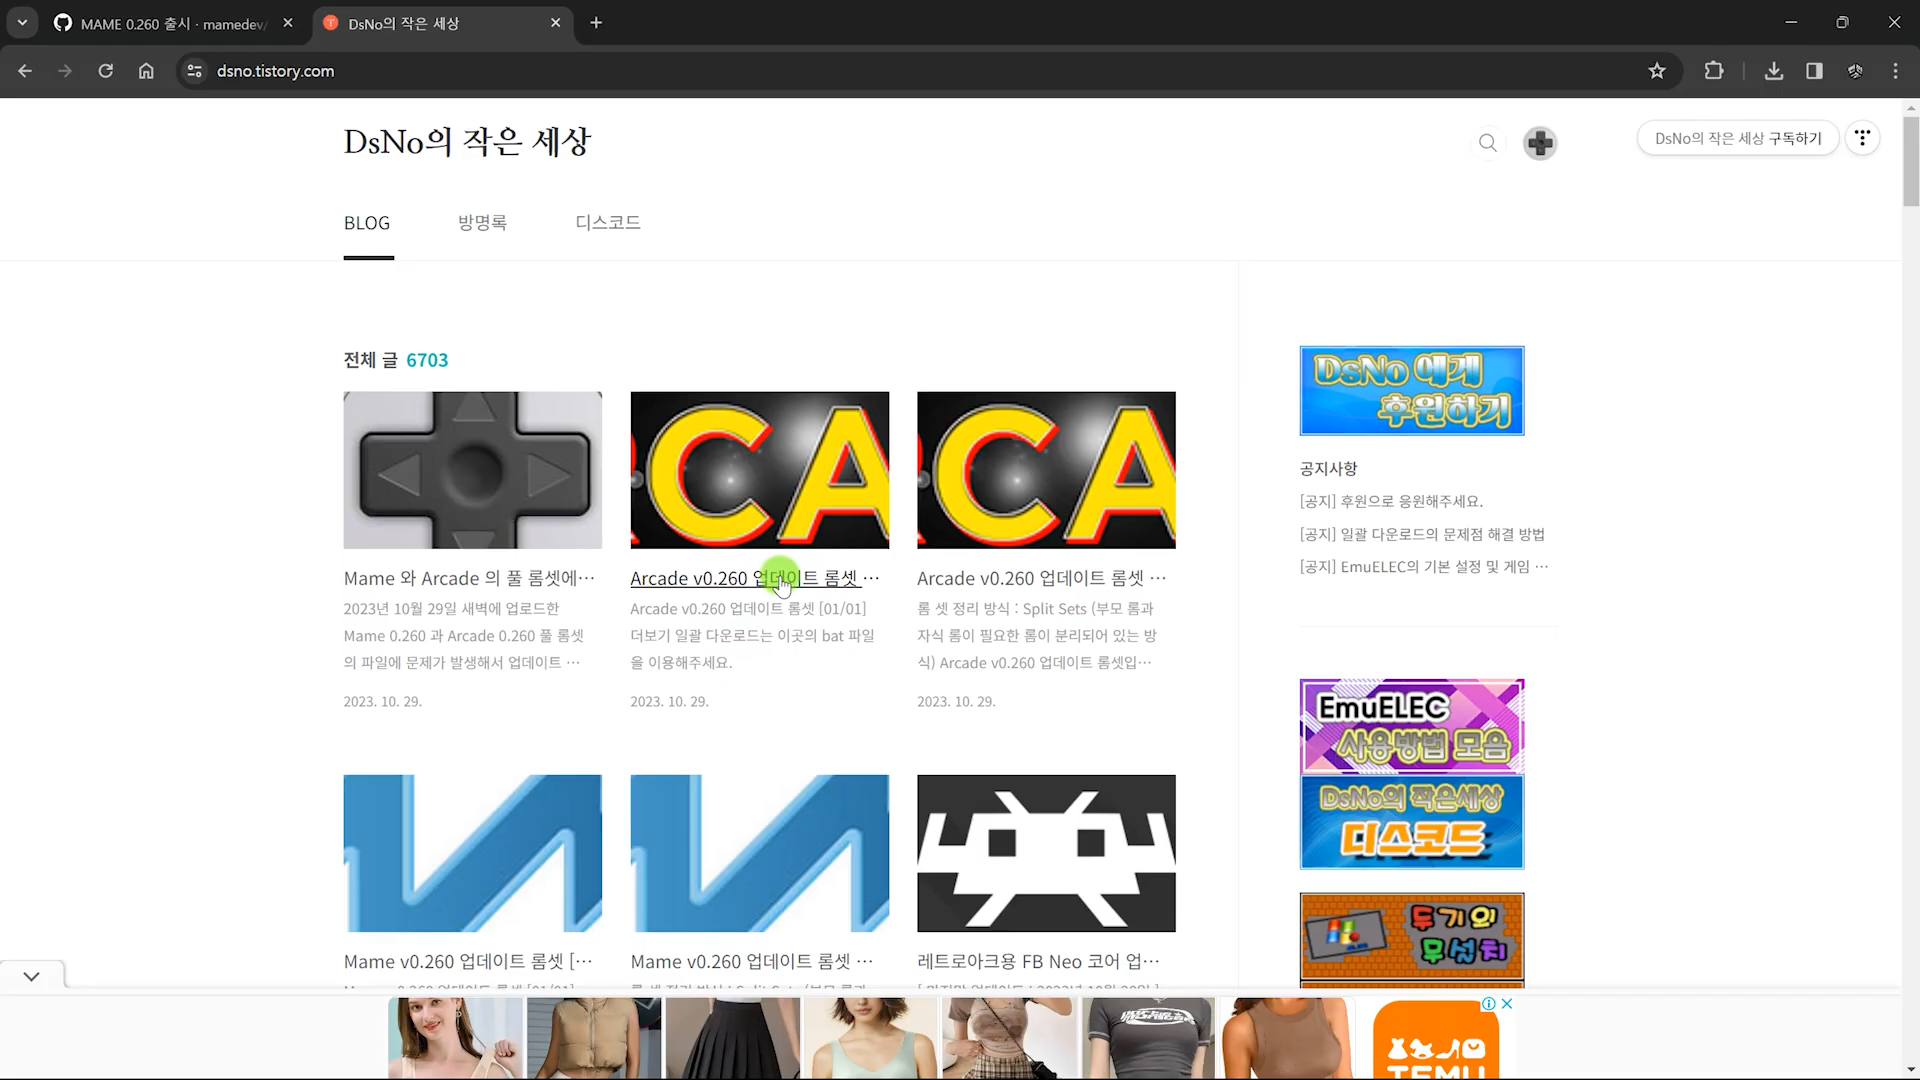 MAME 0.260 출시 · mamedev/
DsNo의 작은 세상
dsno.tistory.com
DsNo의 작은 세상
DsNo의 작은 세상 구독하기
BLOG
방명록
디스코드
전체 글 6703
CA
CA
Mame 와 Arcade 의 풀 롬셋에…
2023년 10월 29일 새벽에 업로드한
Mame 0.260 과 Arcade 0.260 풀 롬셋
의 파일에 문제가 발생해서 업데이트 …
2023. 10. 29.
Arcade v0.260 업데이트 롬셋 …
Arcade v0.260 업데이트 롬셋 [01/01]
더보기 일괄 다운로드는 이곳의 bat 파일
을 이용해주세요.
2023. 10. 29.
Arcade v0.260 업데이트 롬셋 …
롬 셋 정리 방식 : Split Sets (부모 롬과
자식 롬이 필요한 롬이 분리되어 있는 방
식) Arcade v0.260 업데이트 롬셋입…
2023. 10. 29.
Mame v0.260 업데이트 롬셋 […
Mame v0.260 업데이트 롬셋 …
레트로아크용 FB Neo 코어 업…
DsNo 에게
후원하기
공지사항
[공지] 후원으로 응원해주세요.
[공지] 일괄 다운로드의 문제점 해결 방법
[공지] EmuELEC의 기본 설정 및 게임 …
EmuELEC
사용방법 모음
DsNo의 작은세상
디스코드
두기의
무설치
TEMU